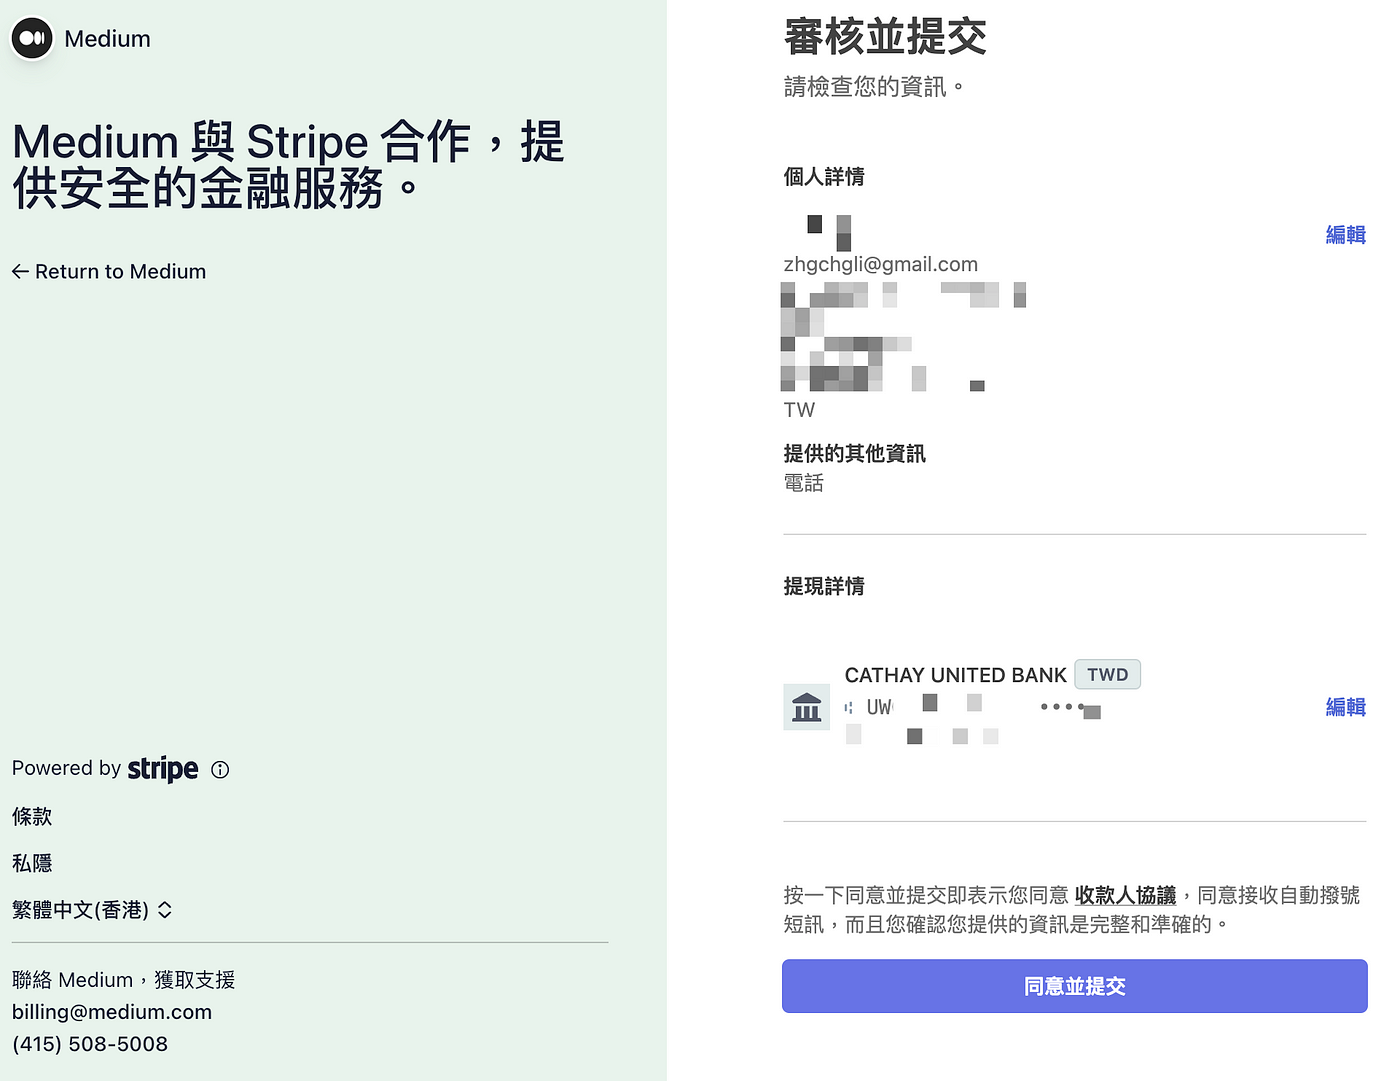 Medium
Medium 與 Stripe 合作，提
供安全的金融服務。
← Return to Medium
Powered by stripe
條款
私隱
繁體中文(香港)
聯絡 Medium，獲取支援
billing@medium.com
(415) 508-5008
審核並提交
請檢查您的資訊。
個人詳情
編輯
zhgchgli@gmail.com
TW
提供的其他資訊
電話
提現詳情
CATHAY UNITED BANK TWD
UW ••••
編輯
按一下同意並提交即表示您同意 收款人協議，同意接收自動撥號
短訊，而且您確認您提供的資訊是完整和準確的。
同意並提交